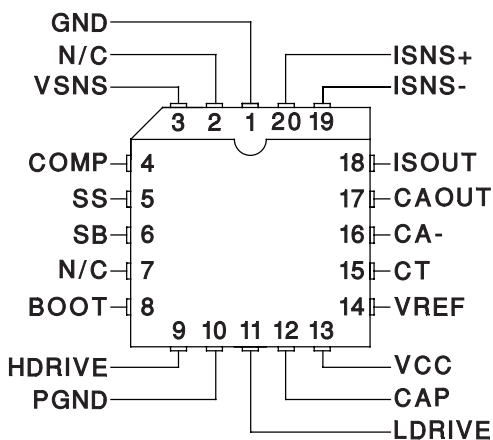 GND
N/C
ISNS+
VSNS
ISNS-
3 2 1 20 19
COMP 4 18 ISOUT
SS 5 17 CAOUT
SB 6 16 CA-
N/C 7 15 CT
BOOT 8 14 VREF
9 10 11 12 13
HDRIVE VCC
PGND CAP
LDRIVE